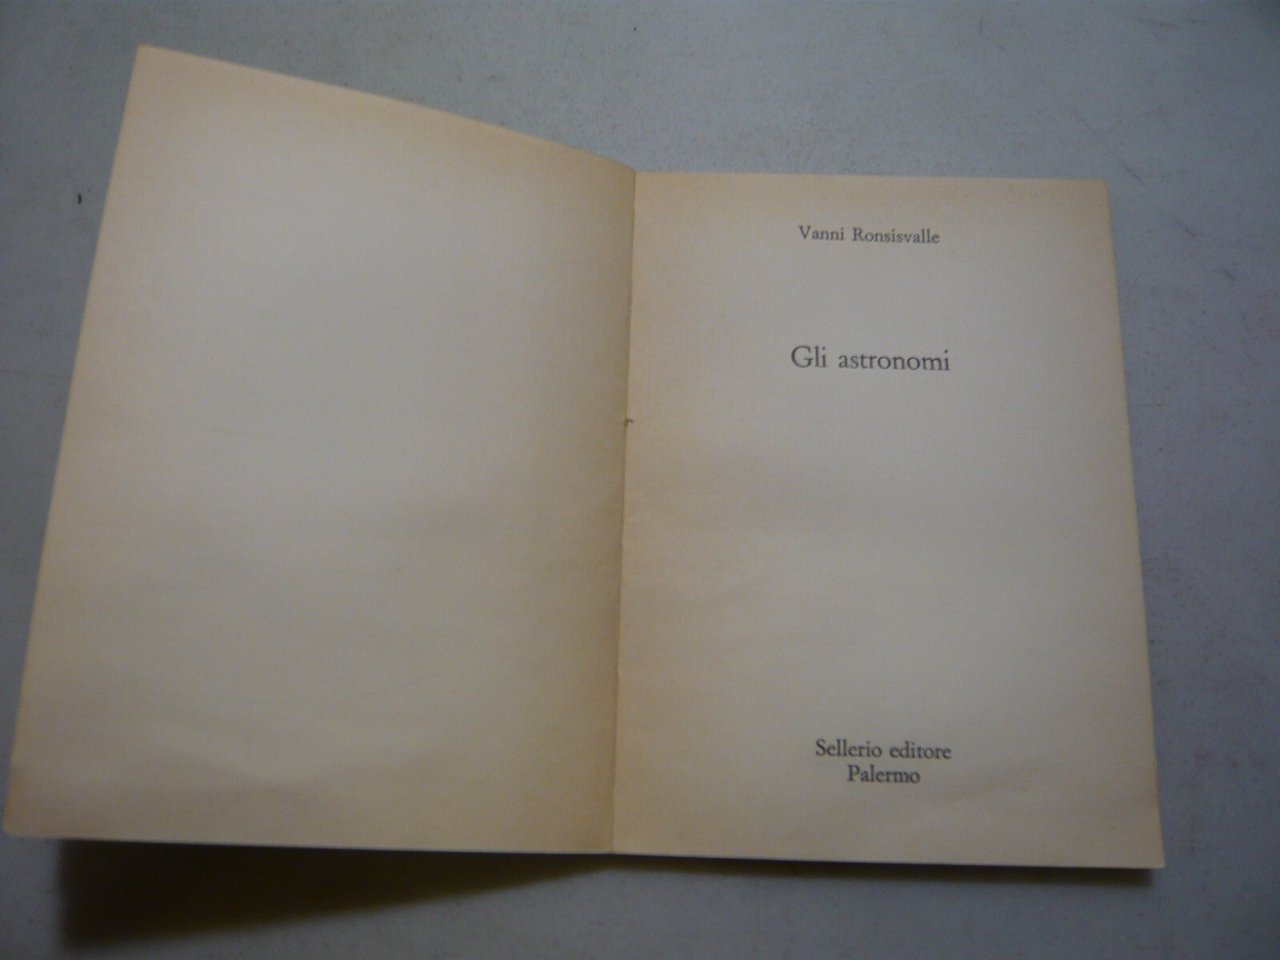 Vanni Ronsisvalle
Gli astronomi
Sellerio editore
Palermo